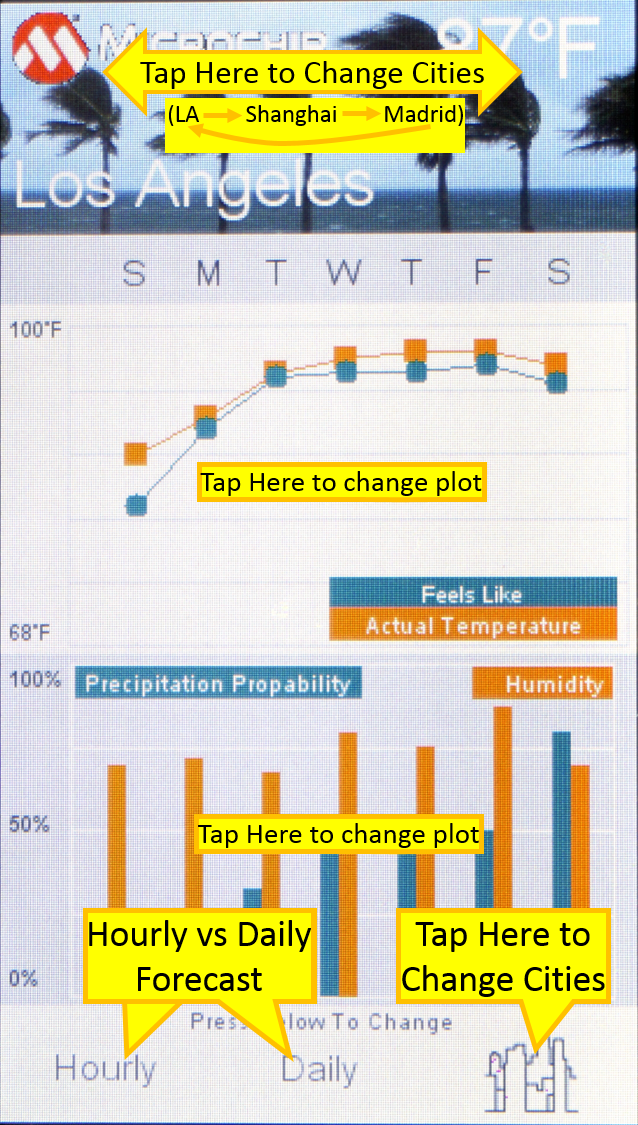 MICROCHIP
87°F
Tap Here to Change Cities
(LA Shanghai Madrid)
Los Angeles
S M T W T F S
100°F
Tap Here to change plot
Feels Like
Actual Temperature
68°F
100%
Precipitation Propability Humidity
50%
Tap Here to change plot
Hourly vs Daily
Forecast
Tap Here to
Change Cities
0%
Press Below To Change
Hourly Daily